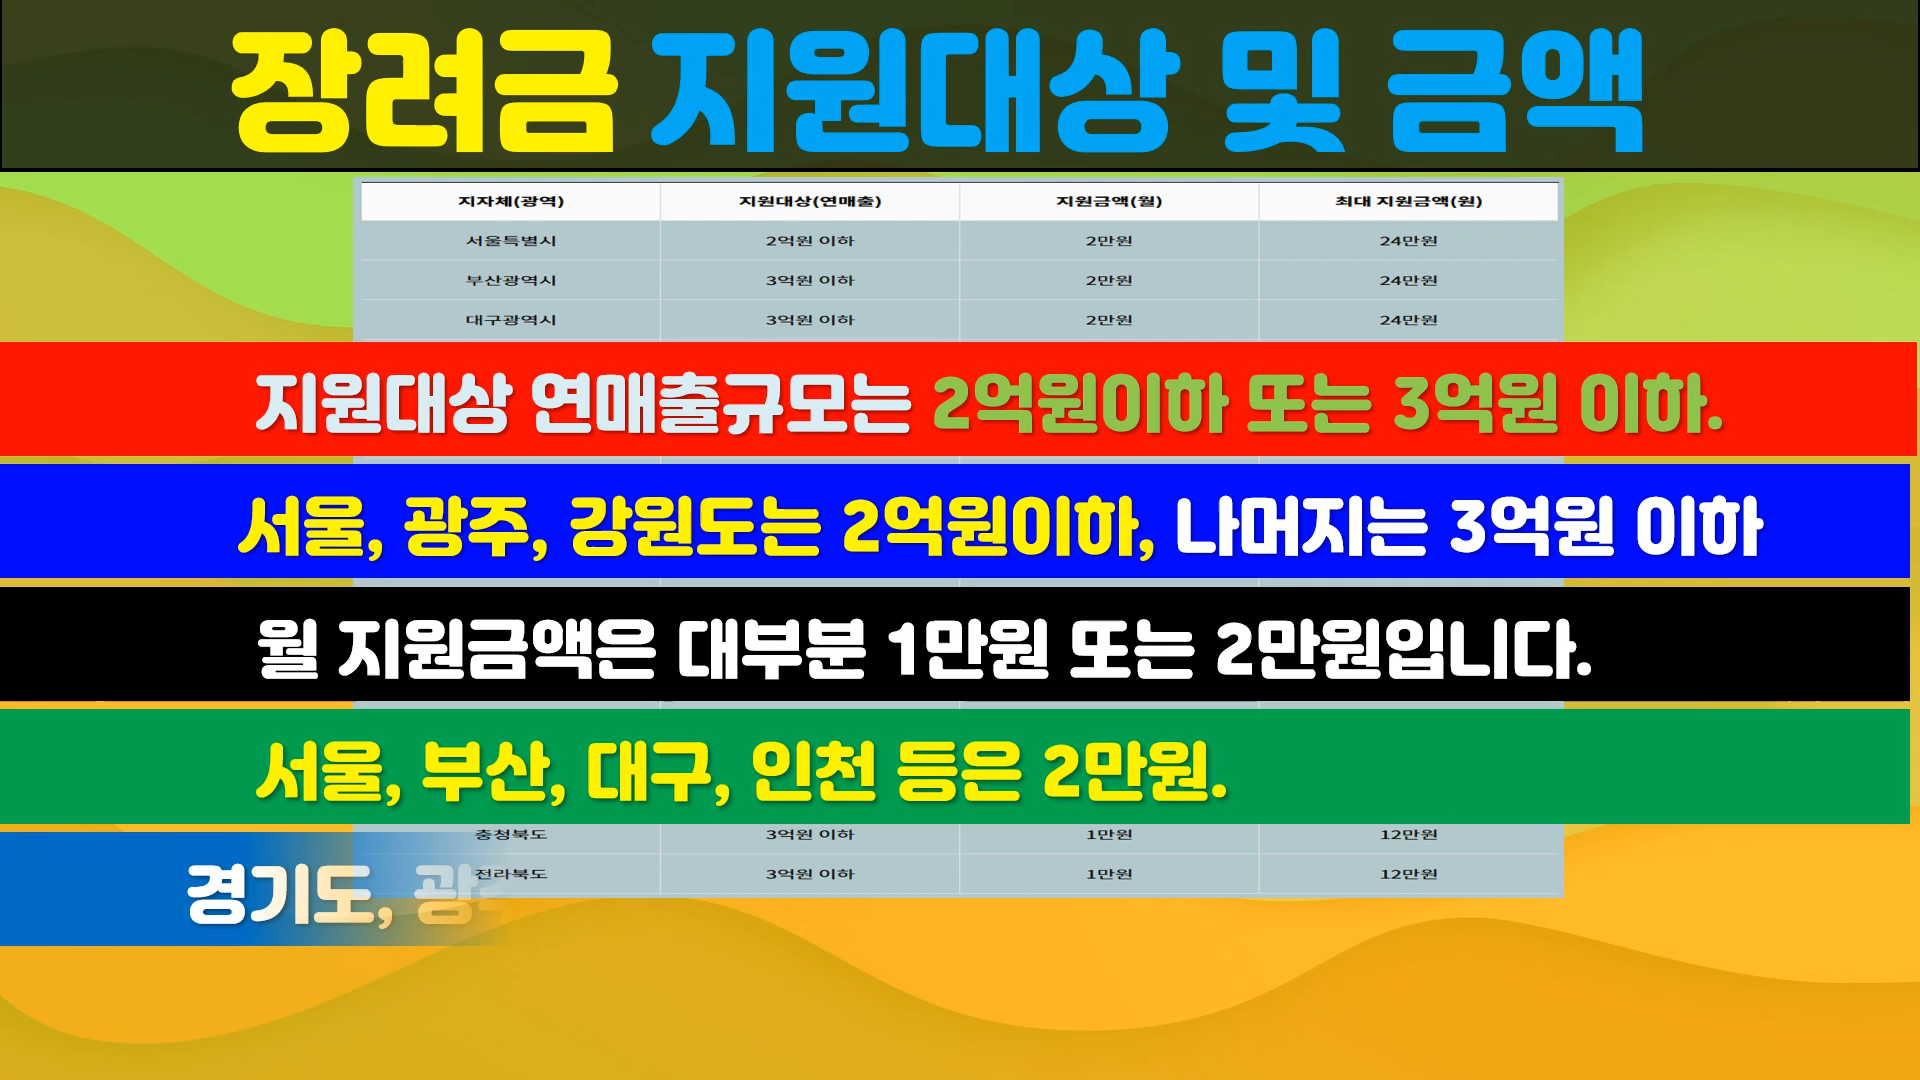 장려금 지원대상 및 금액
지자체(광역) 지원대상(연매출) 지원금액(월) 최대 지원금액(원)
서울특별시 2억원 이하 2만원 24만원
부산광역시 3억원 이하 2만원 24만원
대구광역시 3억원 이하 2만원 24만원
지원대상 연매출규모는 2억원이하 또는 3억원 이하.
서울, 광주, 강원도는 2억원이하, 나머지는 3억원 이하
월 지원금액은 대부분 1만원 또는 2만원입니다.
서울, 부산, 대구, 인천 등은 2만원.
충청북도 3억원 이하 1만원 12만원
전라북도 3억원 이하 1만원 12만원
경기도,